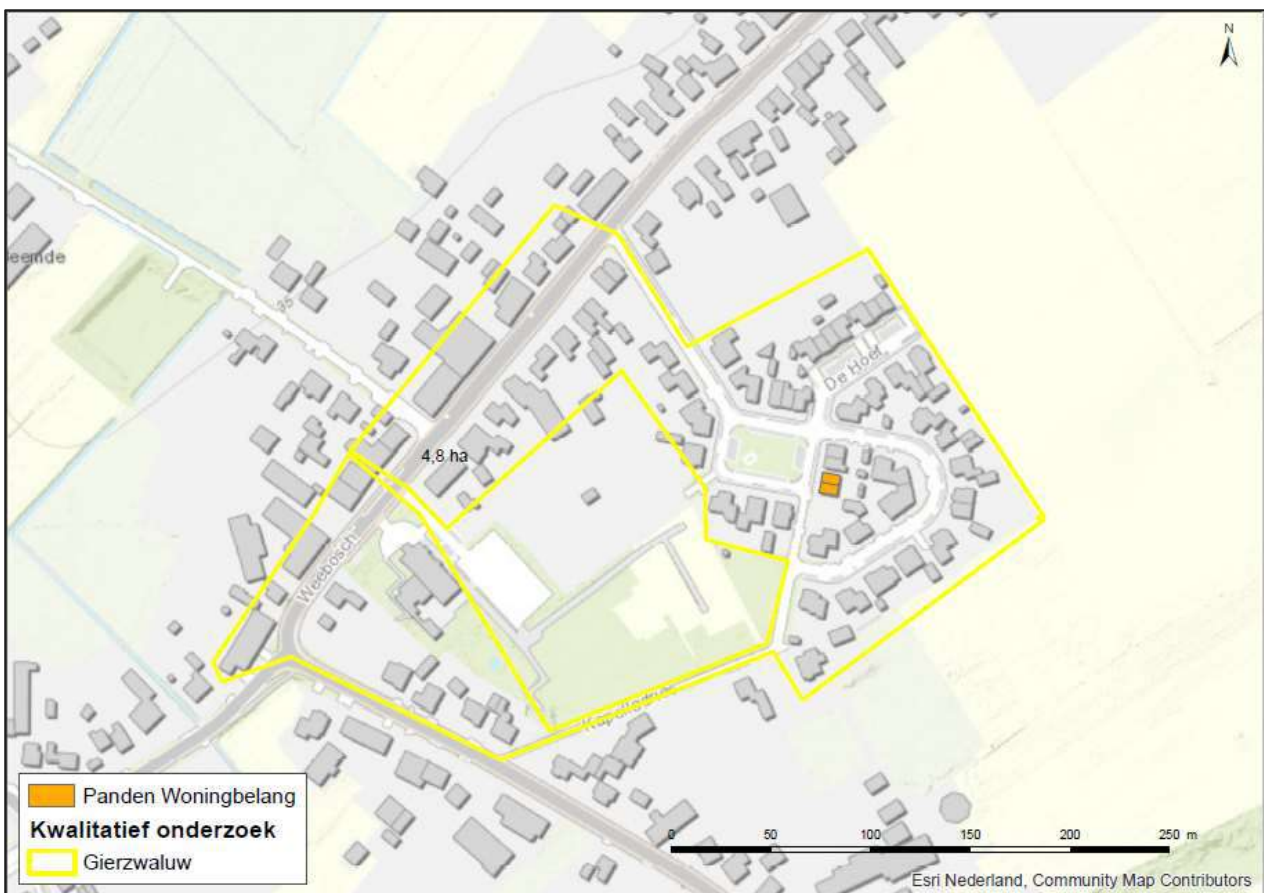 N
eemde
35
De Hoef
4,8 ha
Weebosch
Kapelledries
Panden Woningbelang
Kwalitatief onderzoek
Gierzwaluw
0 50 100 150 200 250 m
Esri Nederland, Community Map Contributors